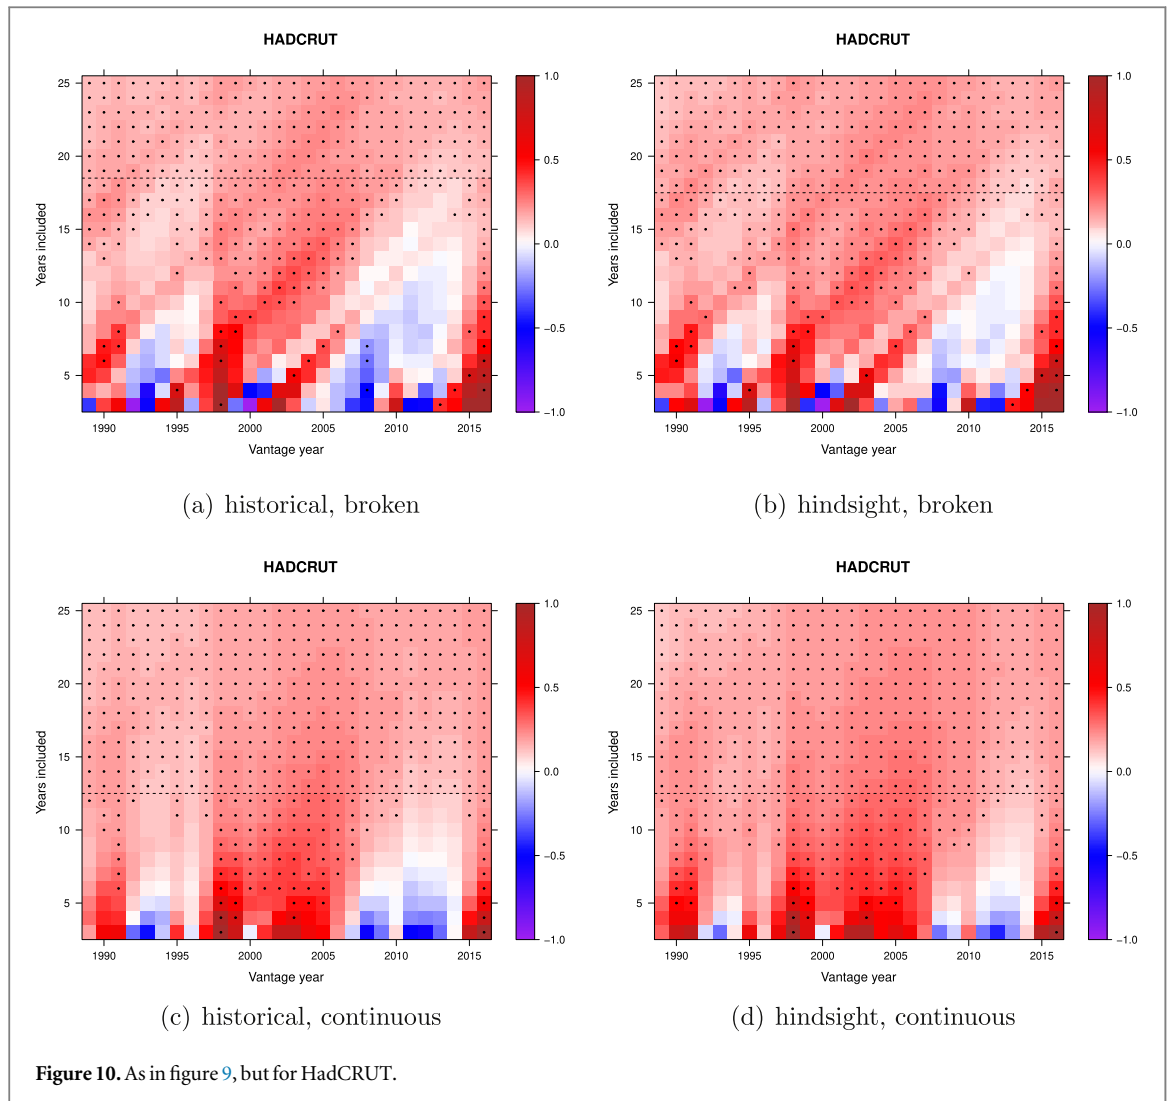 HADCRUT
25
20
15
10
5
Years included
1990 1995 2000 2005 2010 2015
Vantage year
1.0
0.5
0.0
−0.5
−1.0
(a) historical, broken
HADCRUT
25
20
15
10
5
Years included
1990 1995 2000 2005 2010 2015
Vantage year
1.0
0.5
0.0
−0.5
−1.0
(b) hindsight, broken
HADCRUT
25
20
15
10
5
Years included
1990 1995 2000 2005 2010 2015
Vantage year
1.0
0.5
0.0
−0.5
−1.0
(c) historical, continuous
HADCRUT
25
20
15
10
5
Years included
1990 1995 2000 2005 2010 2015
Vantage year
1.0
0.5
0.0
−0.5
−1.0
(d) hindsight, continuous
Figure 10. As in figure 9, but for HadCRUT.